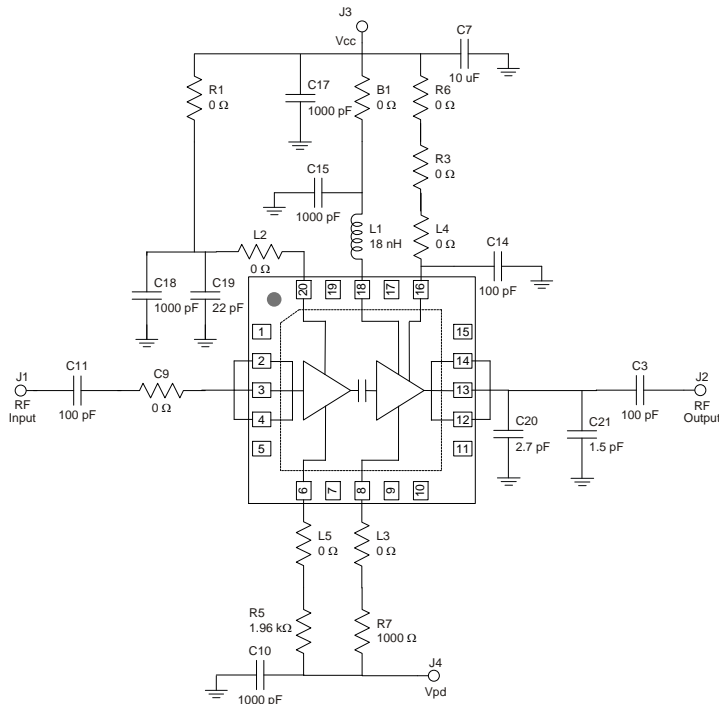 J3
Vcc
C7
10 uF
R1
0 Ω
C17
1000 pF
B1
0 Ω
R6
0 Ω
R3
0 Ω
C15
1000 pF
L1
18 nH
L4
0 Ω
L2
0 Ω
C14
100 pF
C18
1000 pF
C19
22 pF
20
19
18
17
16
1
2
3
4
5
15
14
13
12
11
6
7
8
9
10
J1
RF
Input
C11
100 pF
C9
0 Ω
C3
100 pF
J2
RF
Output
C20
2.7 pF
C21
1.5 pF
L5
0 Ω
L3
0 Ω
R5
1.96 kΩ
R7
1000 Ω
C10
1000 pF
J4
Vpd